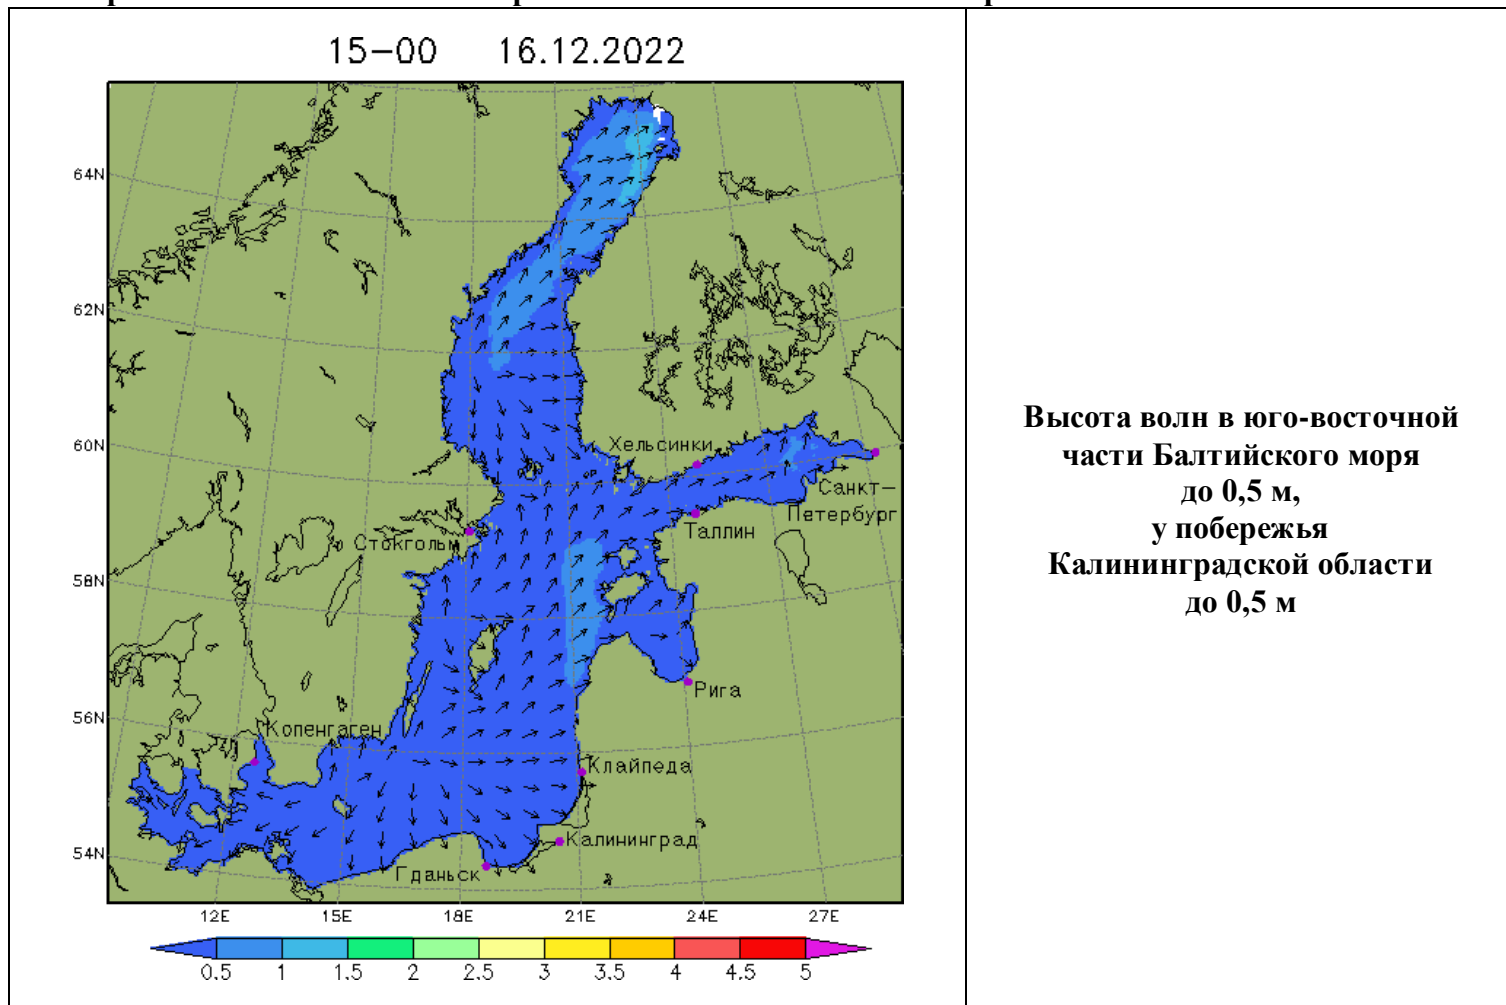 15-00 16.12.2022
64N
62N
60N
58N
56N
54N
Хельсинки
Санкт-
Петербург
Таллин
Стокгольм
Рига
Копенгаген
Клайпеда
Калининград
Гданьск
12E 15E 18E 21E 24E 27E
0.5 1 1.5 2 2.5 3 3.5 4 4.5 5
Высота волн в юго-восточной
части Балтийского моря
до 0,5 м,
у побережья
Калининградской области
до 0,5 м